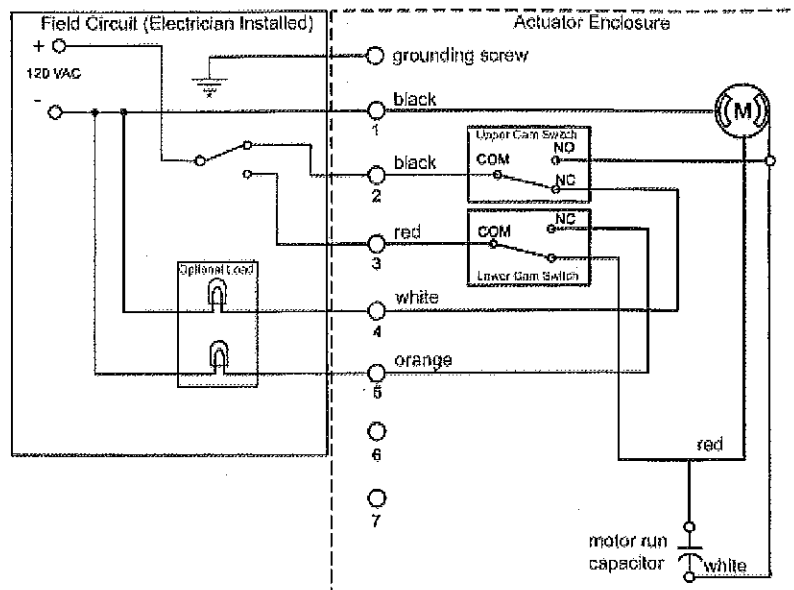 Field Circuit (Electrician Installed)
Actuator Enclosure
+
120 VAC
-
grounding screw
black
1
M
Upper Cam Switch
NO
COM
NC
black
2
NC
COM
Lower Cam Switch
red
3
Optional Load
white
4
orange
5
6
red
7
motor run
capacitor
white